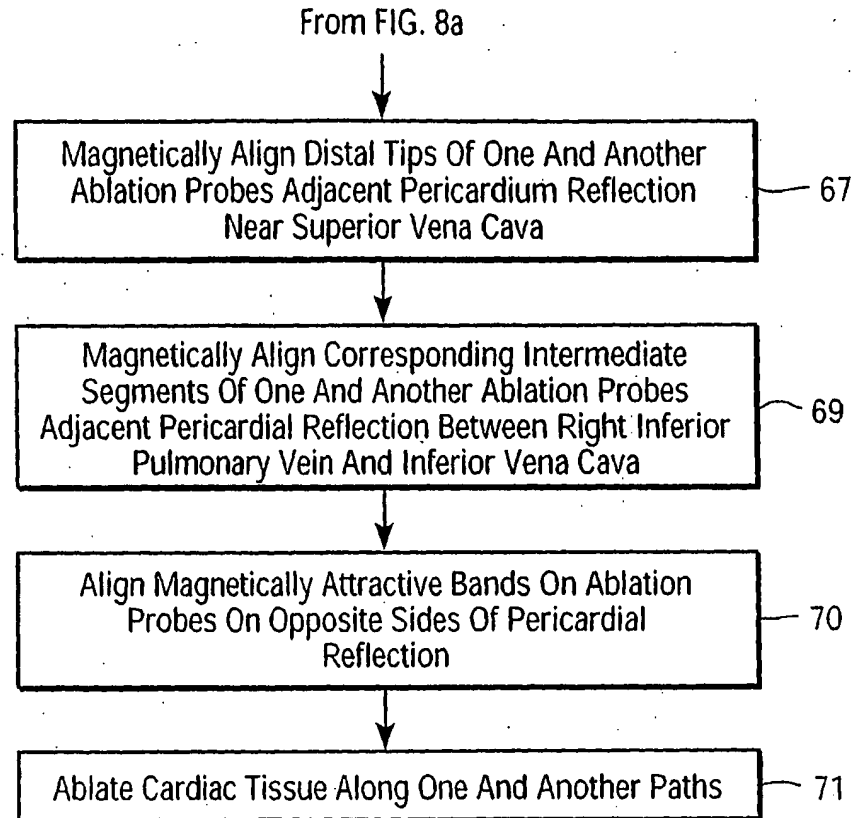 From FIG. 8a
Magnetically Align Distal Tips Of One And Another
Ablation Probes Adjacent Pericardium Reflection
Near Superior Vena Cava
67
Magnetically Align Corresponding Intermediate
Segments Of One And Another Ablation Probes
Adjacent Pericardial Reflection Between Right Inferior
Pulmonary Vein And Inferior Vena Cava
69
Align Magnetically Attractive Bands On Ablation
Probes On Opposite Sides Of Pericardial
Reflection
70
Ablate Cardiac Tissue Along One And Another Paths
71